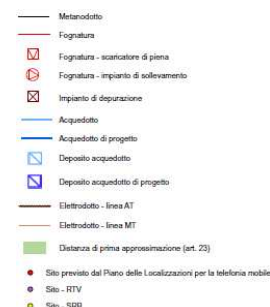 Metanodotto
Fognatura
Fognatura - scaricatore di piena
Fognatura - impianto di sollevamento
Impianto di depurazione
Acquedotto
Acquedotto di progetto
Deposito acquedotto
Deposito acquedotto di progetto
Elettrodotto - linea AT
Elettrodotto - linea MT
Distanza di prima approssimazione (art. 23)
Sito previsto dal Piano delle Localizzazioni per la telefonia mobile
Sito - RTV
Sito - SRB